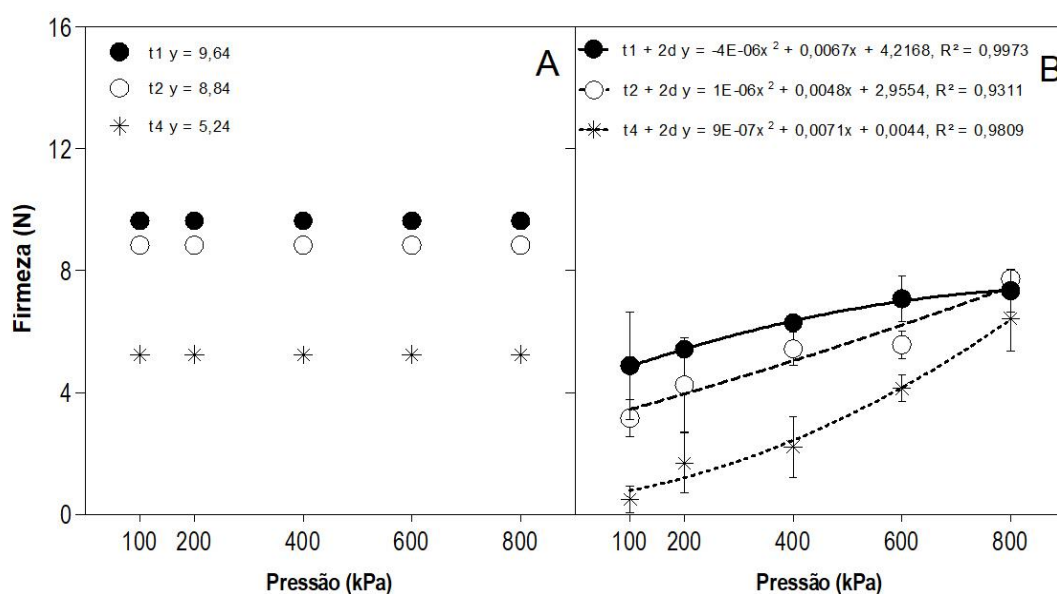 16
12
8
4
0
Firmeza (N)
t1 y = 9,64
t2 y = 8,84
t4 y = 5,24
A
100 200 400 600 800
Pressão (kPa)
t1 + 2d y = -4E-06x² + 0,0067x + 4,2168, R² = 0,9973
t2 + 2d y = 1E-06x² + 0,0048x + 2,9554, R² = 0,9311
t4 + 2d y = 9E-07x² + 0,0071x + 0,0044, R² = 0,9809
B
100 200 400 600 800
Pressão (kPa)